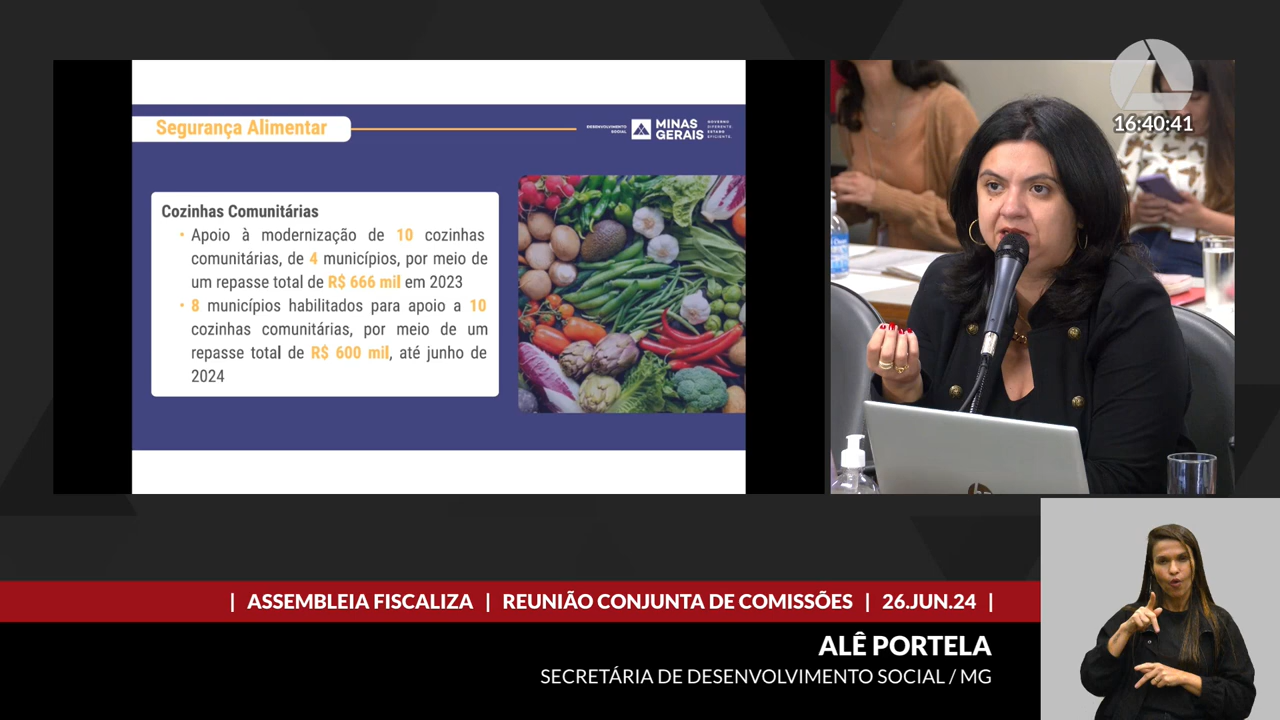 16:40:41
Segurança Alimentar
DESENVOLVIMENTO
SOCIAL
MINAS
GERAIS
GOVERNO
DIFERENTE.
ESTADO
EFICIENTE.
Cozinhas Comunitárias
• Apoio à modernização de 10 cozinhas
comunitárias, de 4 municípios, por meio de
um repasse total de R$ 666 mil em 2023
• 8 municípios habilitados para apoio a 10
cozinhas comunitárias, por meio de um
repasse total de R$ 600 mil, até junho de
2024
| ASSEMBLEIA FISCALIZA | REUNIÃO CONJUNTA DE COMISSÕES | 26.JUN.24 |
ALÊ PORTELA
SECRETÁRIA DE DESENVOLVIMENTO SOCIAL / MG